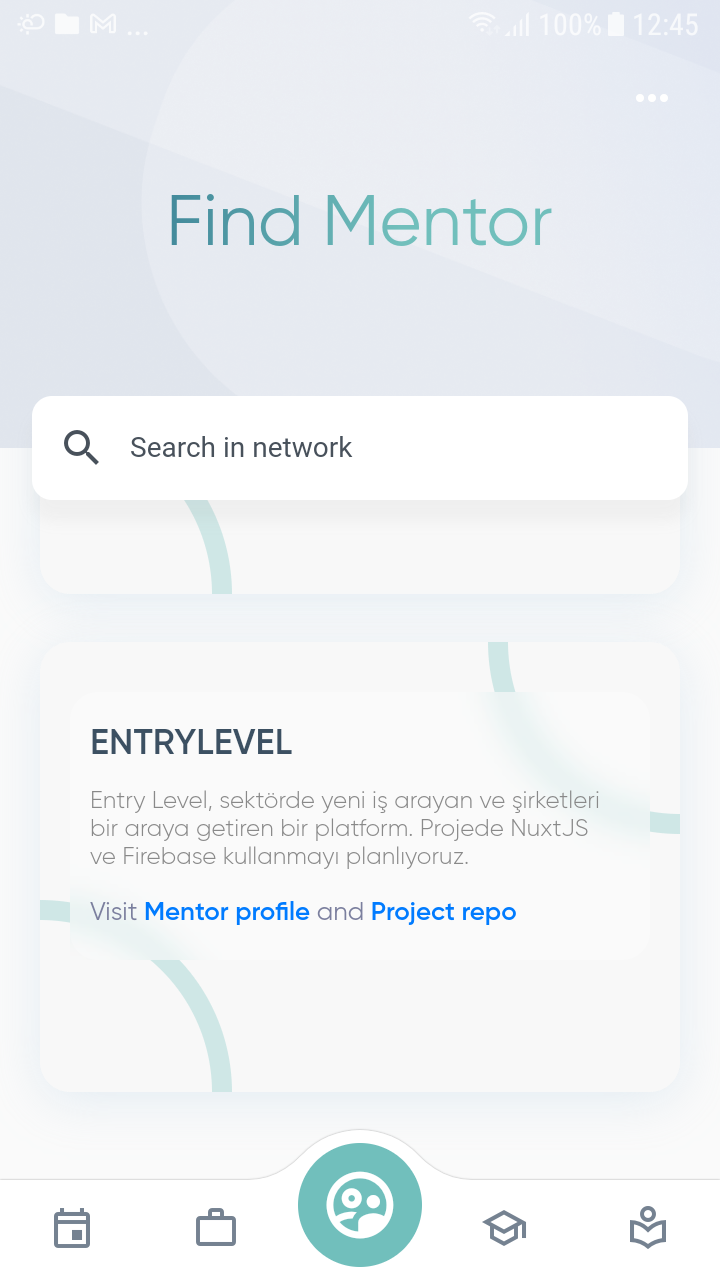 ... 100% 12:45
Find Mentor
Search in network
ENTRYLEVEL
Entry Level, sektörde yeni iş arayan ve şirketleri
bir araya getiren bir platform. Projede NuxtJS
ve Firebase kullanmayı planlıyoruz.
Visit Mentor profile and Project repo